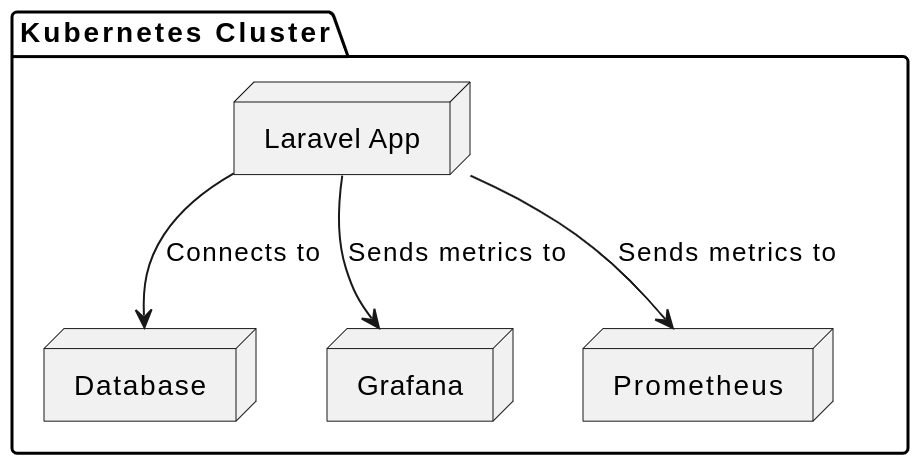 Kubernetes Cluster
Laravel App
Connects to
Sends metrics to
Sends metrics to
Database
Grafana
Prometheus